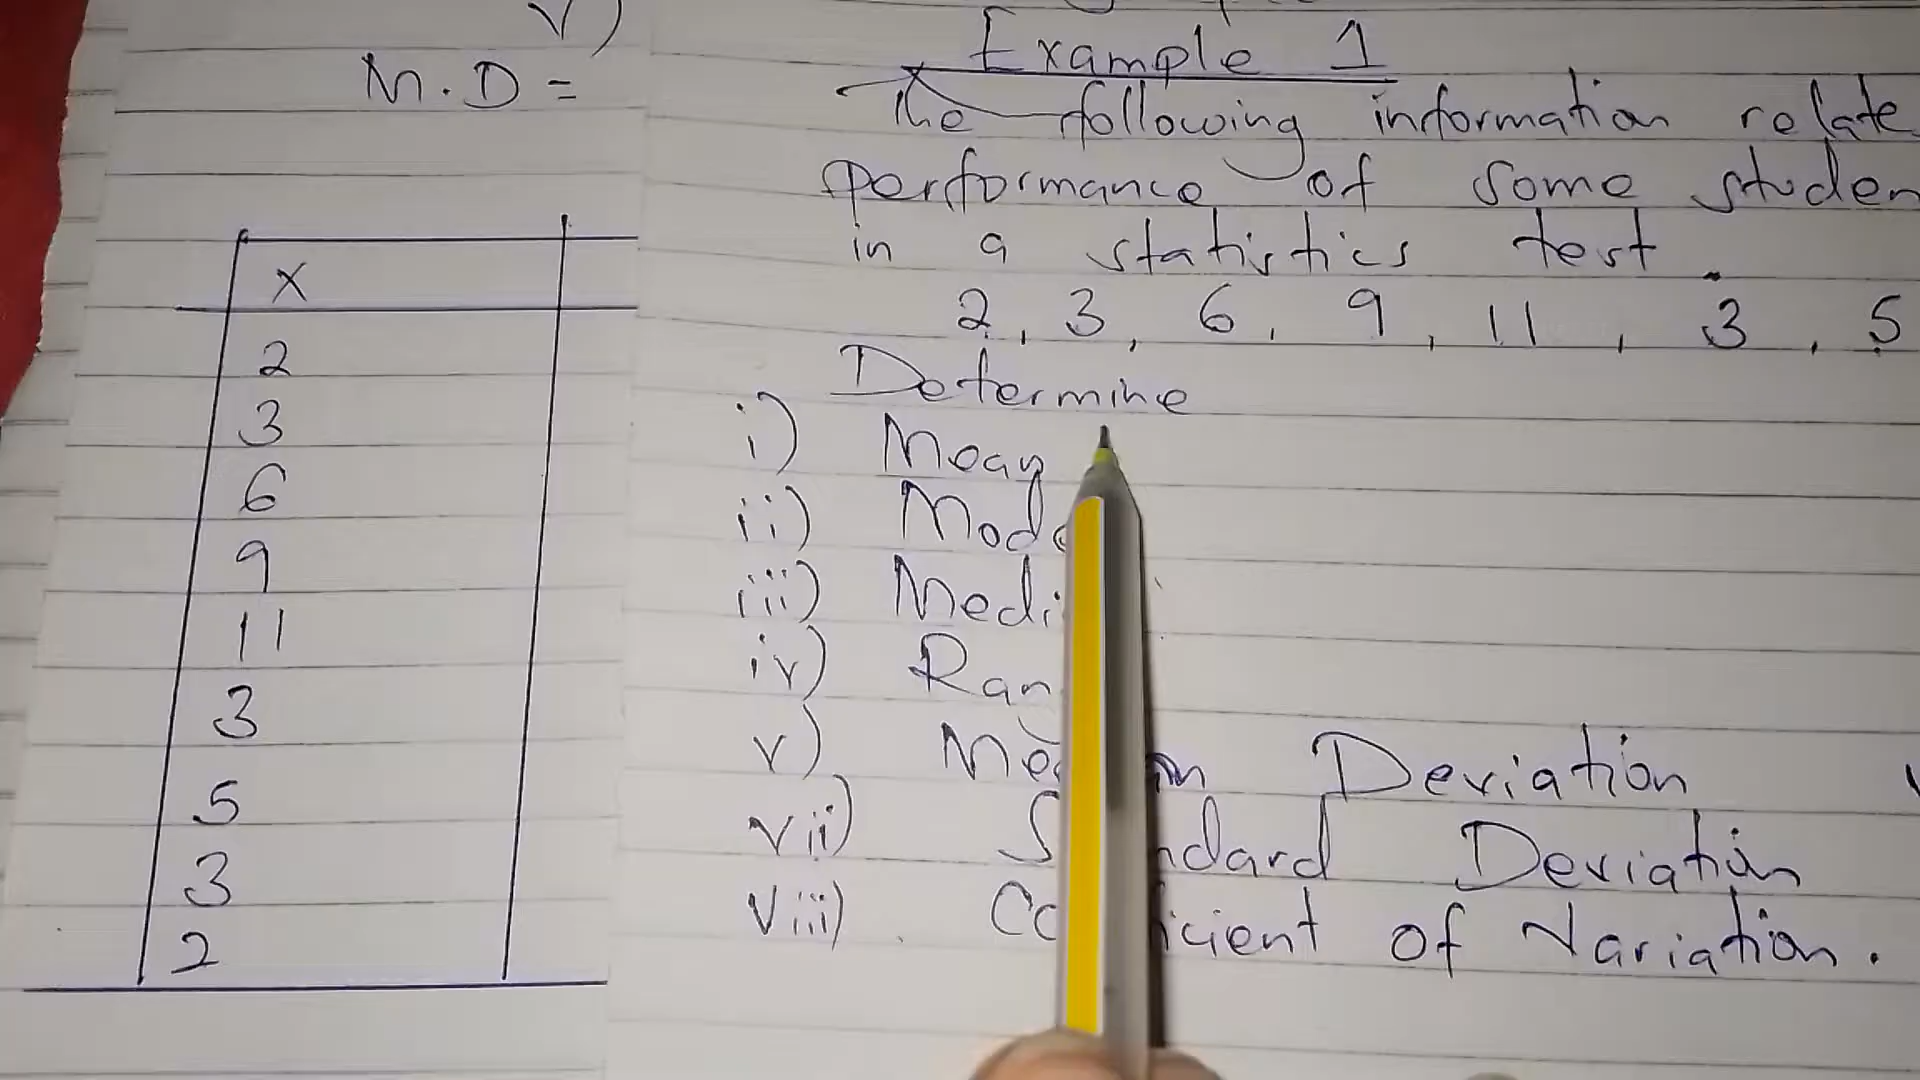 v)
M.D =
X
2
3
6
9
11
3
5
3
2
Example 1
The following information relate
performance of some studen
in a statistics test.
2, 3, 6, 9, 11, 3, 5
Determine
i) Mean
ii) Mod
iii) Medi
iv) Ran
v) Me n Deviation
vii) S ndard Deviation
viii) Co icient of Variation.